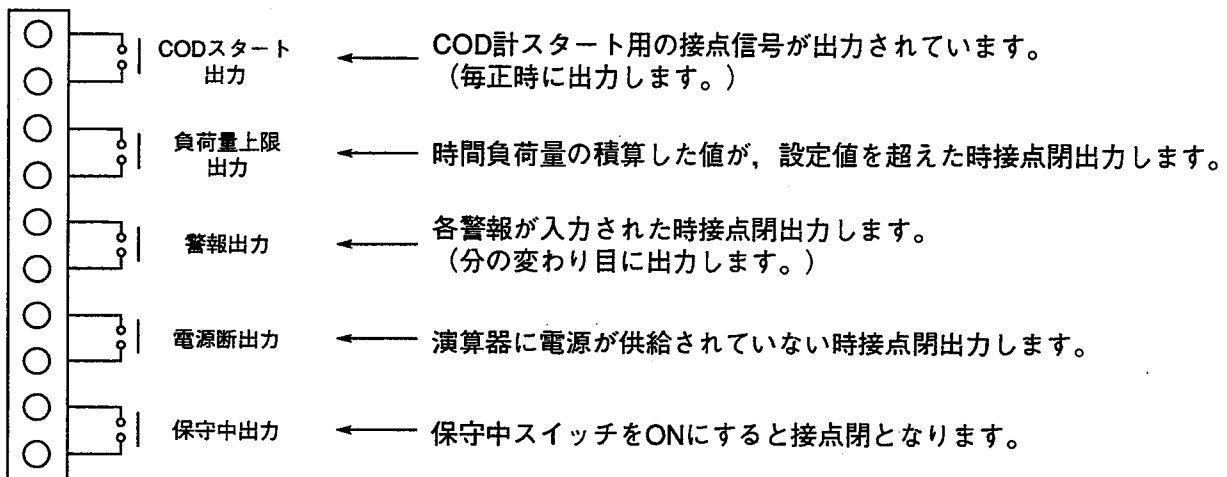 CODスタート
出力
COD計スタート用の接点信号が出力されています。
(毎正時に出力します。)
負荷量上限
出力
時間負荷量の積算した値が，設定値を超えた時接点閉出力します。
警報出力
各警報が入力された時接点閉出力します。
(分の変わり目に出力します。)
電源断出力
演算器に電源が供給されていない時接点閉出力します。
保守中出力
保守中スイッチをONにすると接点閉となります。